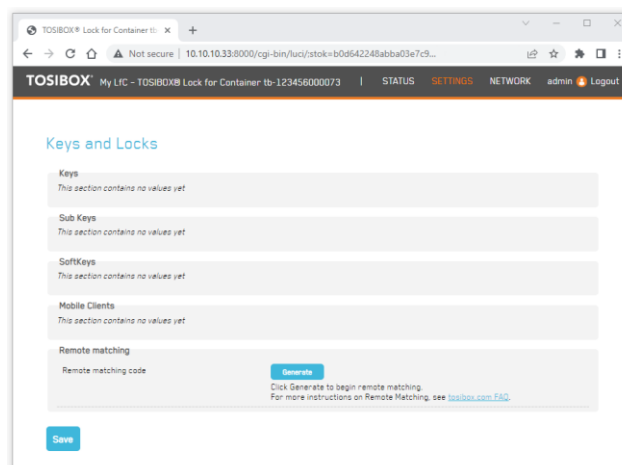 TOSIBOX® Lock for Container tb
Not secure | 10.10.10.33:8000/cgi-bin/luci/;stok=b0d642248abba03e7c9...
TOSIBOX® My LfC - TOSIBOX® Lock for Container tb-123456000073 | STATUS SETTINGS NETWORK admin Logout
Keys and Locks
Keys
This section contains no values yet
Sub Keys
This section contains no values yet
SoftKeys
This section contains no values yet
Mobile Clients
This section contains no values yet
Remote matching
Remote matching code Generate
Click Generate to begin remote matching.
For more instructions on Remote Matching, see tosibox.com FAQ.
Save